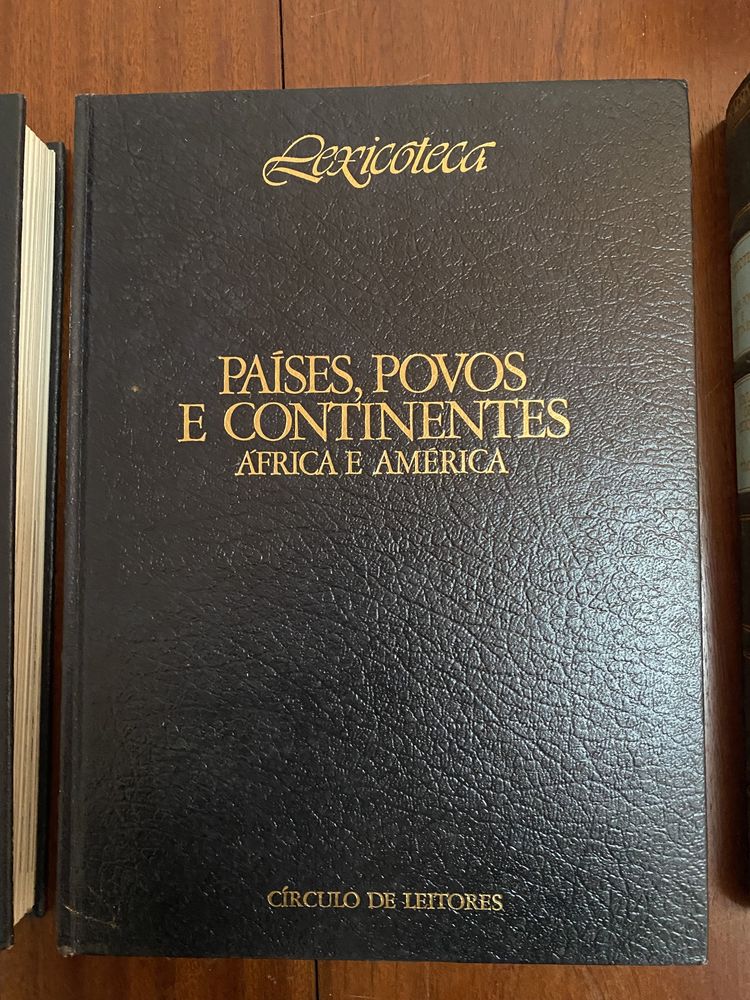 Lexicoteca
PAÍSES, POVOS
E CONTINENTES
ÁFRICA E AMÉRICA
CÍRCULO DE LEITORES